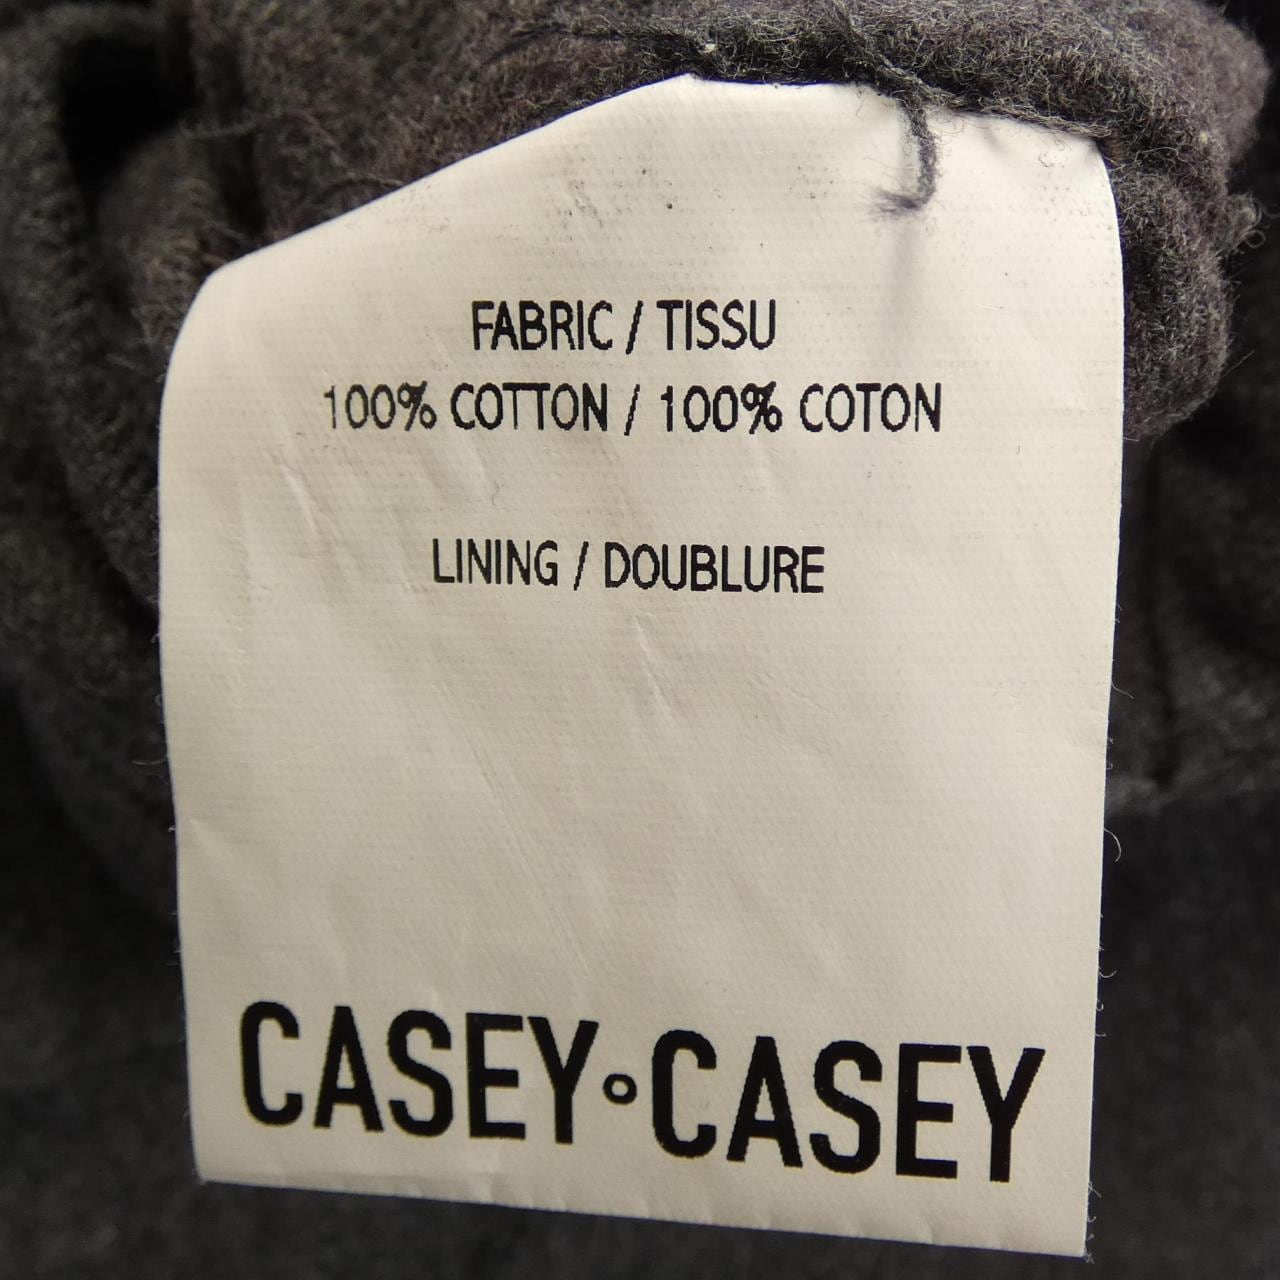 FABRIC / TISSU
100% COTTON / 100% COTON
LINING / DOUBLURE
CASEY°CASEY